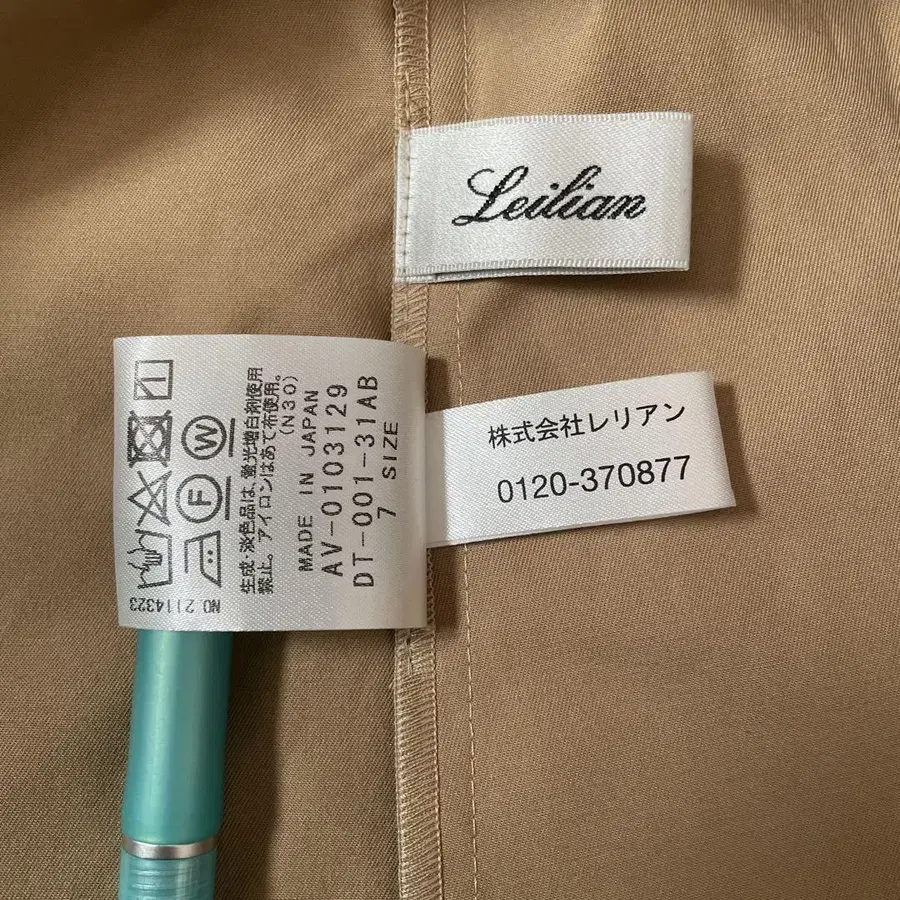 Leilian
株式会社レリアン
0120-370877
W
F
生成・淡色品は、激光増白剤使用
禁止。アイロンはあて布使用。
(N30)
MADE IN JAPAN
AV-0103129
DT-001-31AB
7 SIZE
NO.2114323